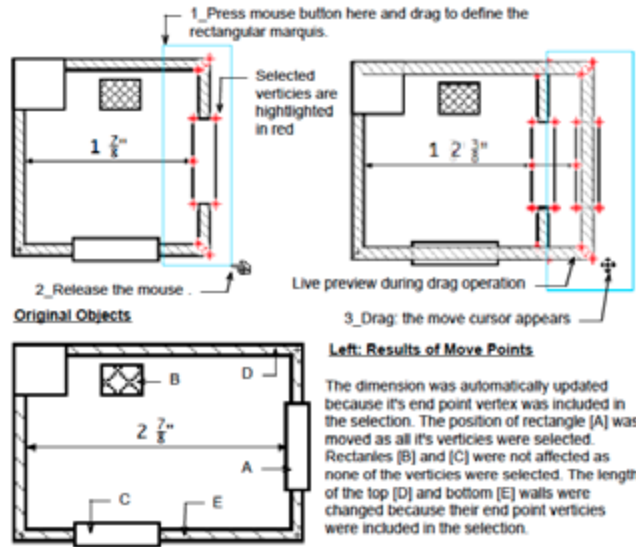 1_Press mouse button here and drag to define the
rectangular marquis.
Selected
verticies are
hightlighted
in red
1 7/8"
1 2
2_Release the mouse .
Live preview during drag operation
Original Objects
3_Drag: the move cursor appears
Left: Results of Move Points
D
B
2 7/8"
A
C
E
The dimension was automatically updated
because it's end point vertex was included in
the selection. The position of rectangle [A] was
moved as all it's verticies were selected.
Rectanles [B] and [C] were not affected as
none of the verticies were selected. The length
of the top [D] and bottom [E] walls were
changed because their end point verticies
were included in the selection.